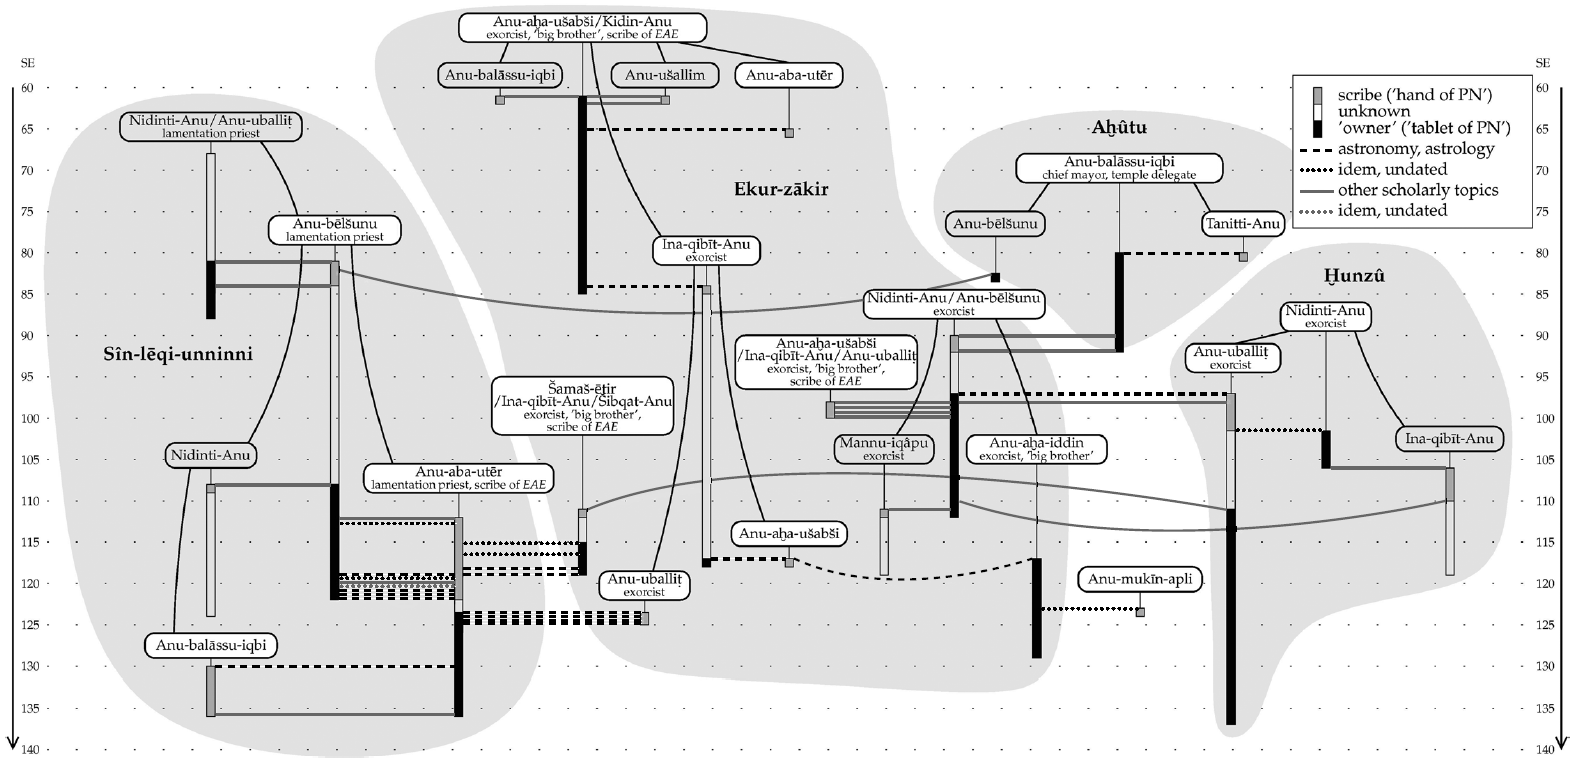 Anu-aḫa-ušabši/Kidin-Anu
exorcist, 'big brother', scribe of EAE
SE
SE
Anu-balāssu-iqbi
Anu-ušallim
Anu-aba-utēr
60
60
scribe ('hand of PN')
unknown
'owner' ('tablet of PN')
astronomy, astrology
idem, undated
other scholarly topics
idem, undated
Nidinti-Anu/Anu-uballiṭ
lamentation priest
65
65
Aḫûtu
Anu-balāssu-iqbi
chief mayor, temple delegate
70
70
Ekur-zākir
75
75
Anu-bēlšunu
lamentation priest
Anu-bēlšunu
Tanitti-Anu
Ina-qibīt-Anu
exorcist
80
80
Ḫunzû
85
85
Nidinti-Anu/Anu-bēlšunu
exorcist
Nidinti-Anu
exorcist
90
90
Sîn-lēqi-unninni
Anu-aḫa-ušabši
/Ina-qibīt-Anu/Anu-uballiṭ
exorcist, 'big brother',
scribe of EAE
Anu-uballiṭ
exorcist
95
95
Šamaš-ēṭir
/Ina-qibīt-Anu/Šibqat-Anu
exorcist, 'big brother',
scribe of EAE
100
100
Nidinti-Anu
Mannu-iqâpu
exorcist
Anu-aḫa-iddin
exorcist, 'big brother'
Ina-qibīt-Anu
105
105
Anu-aba-utēr
lamentation priest, scribe of EAE
110
110
Anu-aḫa-ušabši
115
115
Anu-uballiṭ
exorcist
Anu-mukīn-apli
120
120
125
125
Anu-balāssu-iqbi
130
130
135
135
140
140